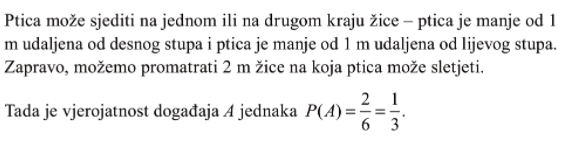 Ptica može sjediti na jednom ili na drugom kraju žice – ptica je manje od 1
m udaljena od desnog stupa i ptica je manje od 1 m udaljena od lijevog stupa.
Zapravo, možemo promatrati 2 m žice na koja ptica može sletjeti.
Tada je vjerojatnost događaja A jednaka P(A) = 2/6 = 1/3.